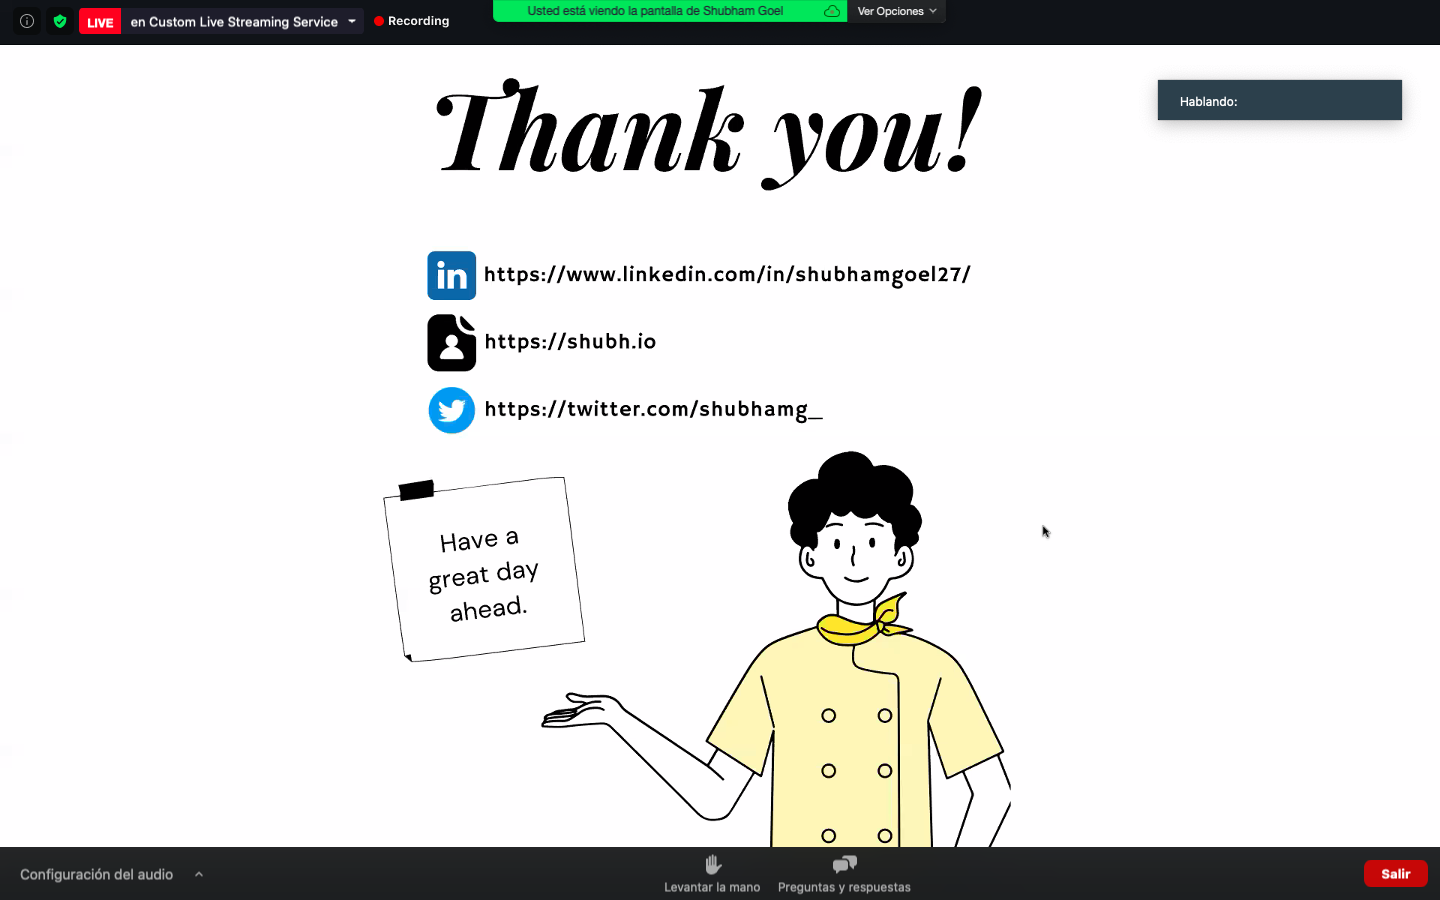 LIVE en Custom Live Streaming Service Recording Usted está viendo la pantalla de Shubham Goel Ver Opciones
Thank you!
Hablando:
in https://www.linkedin.com/in/shubhamgoel27/
https://shubh.io
https://twitter.com/shubhamg_
Have a
great day
ahead.
Configuración del audio Levantar la mano Preguntas y respuestas Salir